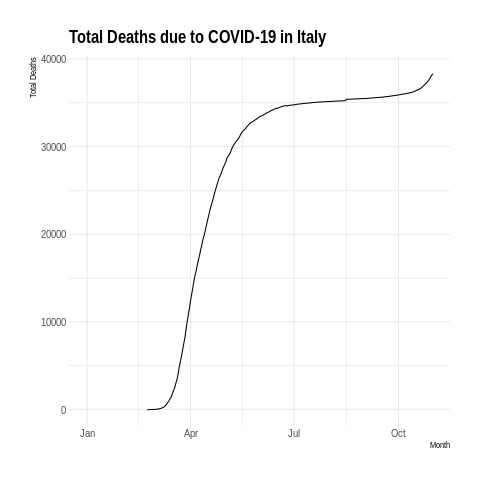 Total Deaths due to COVID-19 in Italy
Total Deaths
40000
30000
20000
10000
0
Jan Apr Jul Oct
Month